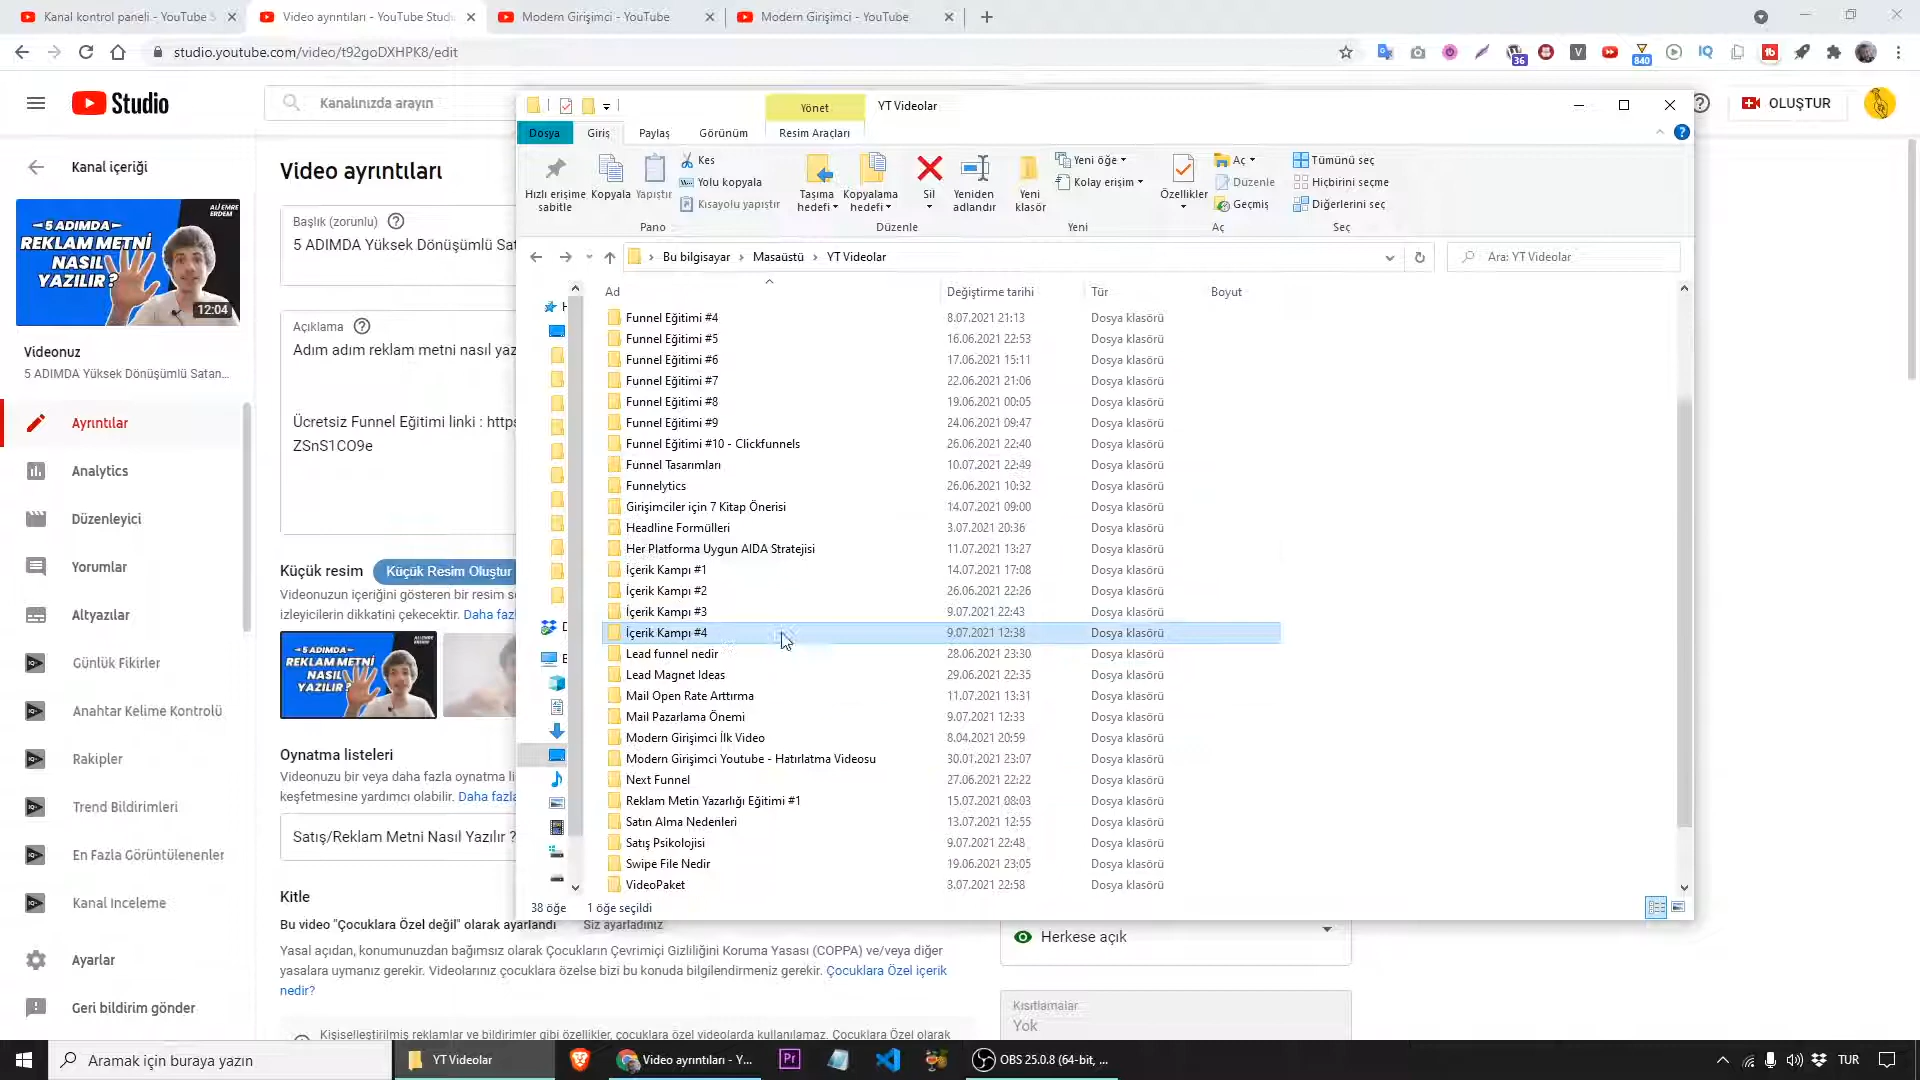 Kanal kontrol paneli - YouTube S
Video ayrıntıları - YouTube Studi
Modern Girişimci - YouTube
Modern Girişimci - YouTube
studio.youtube.com/video/t92goDXHPK8/edit
36
840
Studio
Kanalınızda arayın
OLUŞTUR
Kanal içeriği
ALİ EMRE
ERDEM
5 ADIMDA
REKLAM METNİ
NASIL
YAZILIR?
12:04
Videonuz
5 ADIMDA Yüksek Dönüşümlü Satan...
Ayrıntılar
Analytics
Düzenleyici
Yorumlar
Altyazılar
Günlük Fikirler
Anahtar Kelime Kontrolü
Rakipler
Trend Bildirimleri
En Fazla Görüntülenenler
Kanal Inceleme
Ayarlar
Geri bildirim gönder
Video ayrıntıları
Başlık (zorunlu)
5 ADIMDA Yüksek Dönüşümlü Sat
Açıklama
Adım adım reklam metni nasıl yaz
Ücretsiz Funnel Eğitimi linki : https
ZSnS1CO9e
Küçük resim
Küçük Resim Oluştur
Videonuzun içeriğini gösteren bir resim s
izleyicilerin dikkatini çekecektir. Daha fazl
5 ADIMDA
REKLAM METNİ
NASIL
YAZILIR?
Oynatma listeleri
Videonuzu bir veya daha fazla oynatma li
keşfetmesine yardımcı olabilir. Daha fazla
Satış/Reklam Metni Nasıl Yazılır ?
Kitle
Bu video "Çocuklara Özel değil" olarak ayarlandı
Siz ayarladınız
Yasal açıdan, konumunuzdan bağımsız olarak Çocukların Çevrimiçi Gizliliğini Koruma Yasası (COPPA) ve/veya diğer
yasalara uymanız gerekir. Videolarınız çocuklara özelse bizi bu konuda bilgilendirmeniz gerekir. Çocuklara Özel içerik
nedir?
Kişiselleştirilmiş reklamlar ve bildirimler gibi özellikler, çocuklara özel videolarda kullanılamaz. Çocuklara Özel olarak
Herkese açık
Kısıtlamalar
Yok
Yönet
YT Videolar
Dosya
Giriş
Paylaş
Görünüm
Resim Araçları
Hızlı erişime
sabitle
Kopyala
Yapıştır
Kes
Yolu kopyala
Kısayolu yapıştır
Pano
Taşıma
hedefi
Kopyalama
hedefi
Sil
Yeniden
adlandır
Düzenle
Yeni
klasör
Yeni öğe
Kolay erişim
Yeni
Özellikler
Aç
Düzenle
Geçmiş
Aç
Tümünü seç
Hiçbirini seçme
Diğerlerini seç
Seç
Bu bilgisayar
Masaüstü
YT Videolar
Ara: YT Videolar
Ad
Değiştirme tarihi
Tür
Boyut
Funnel Eğitimi #4 8.07.2021 21:13 Dosya klasörü
Funnel Eğitimi #5 16.06.2021 22:53 Dosya klasörü
Funnel Eğitimi #6 17.06.2021 15:11 Dosya klasörü
Funnel Eğitimi #7 22.06.2021 21:06 Dosya klasörü
Funnel Eğitimi #8 19.06.2021 00:05 Dosya klasörü
Funnel Eğitimi #9 24.06.2021 09:47 Dosya klasörü
Funnel Eğitimi #10 - Clickfunnels 26.06.2021 22:40 Dosya klasörü
Funnel Tasarımları 10.07.2021 22:49 Dosya klasörü
Funnelytics 26.06.2021 10:32 Dosya klasörü
Girişimciler için 7 Kitap Önerisi 14.07.2021 09:00 Dosya klasörü
Headline Formülleri 3.07.2021 20:36 Dosya klasörü
Her Platforma Uygun AIDA Stratejisi 11.07.2021 13:27 Dosya klasörü
İçerik Kampı #1 14.07.2021 17:08 Dosya klasörü
İçerik Kampı #2 26.06.2021 22:26 Dosya klasörü
İçerik Kampı #3 9.07.2021 22:43 Dosya klasörü
İçerik Kampı #4 9.07.2021 12:38 Dosya klasörü
Lead funnel nedir 28.06.2021 23:30 Dosya klasörü
Lead Magnet Ideas 29.06.2021 22:35 Dosya klasörü
Mail Open Rate Arttırma 11.07.2021 13:31 Dosya klasörü
Mail Pazarlama Önemi 9.07.2021 12:33 Dosya klasörü
Modern Girişimci İlk Video 8.04.2021 20:59 Dosya klasörü
Modern Girişimci Youtube - Hatırlatma Videosu 30.01.2021 23:07 Dosya klasörü
Next Funnel 27.06.2021 22:22 Dosya klasörü
Reklam Metin Yazarlığı Eğitimi #1 15.07.2021 08:03 Dosya klasörü
Satın Alma Nedenleri 13.07.2021 12:55 Dosya klasörü
Satış Psikolojisi 9.07.2021 22:48 Dosya klasörü
Swipe File Nedir 19.06.2021 23:05 Dosya klasörü
VideoPaket 3.07.2021 22:58 Dosya klasörü
38 öğe
1 öğe seçildi
Aramak için buraya yazın
YT Videolar
Video ayrıntıları - Y...
Pr
OBS 25.0.8 (64-bit, ...
TUR